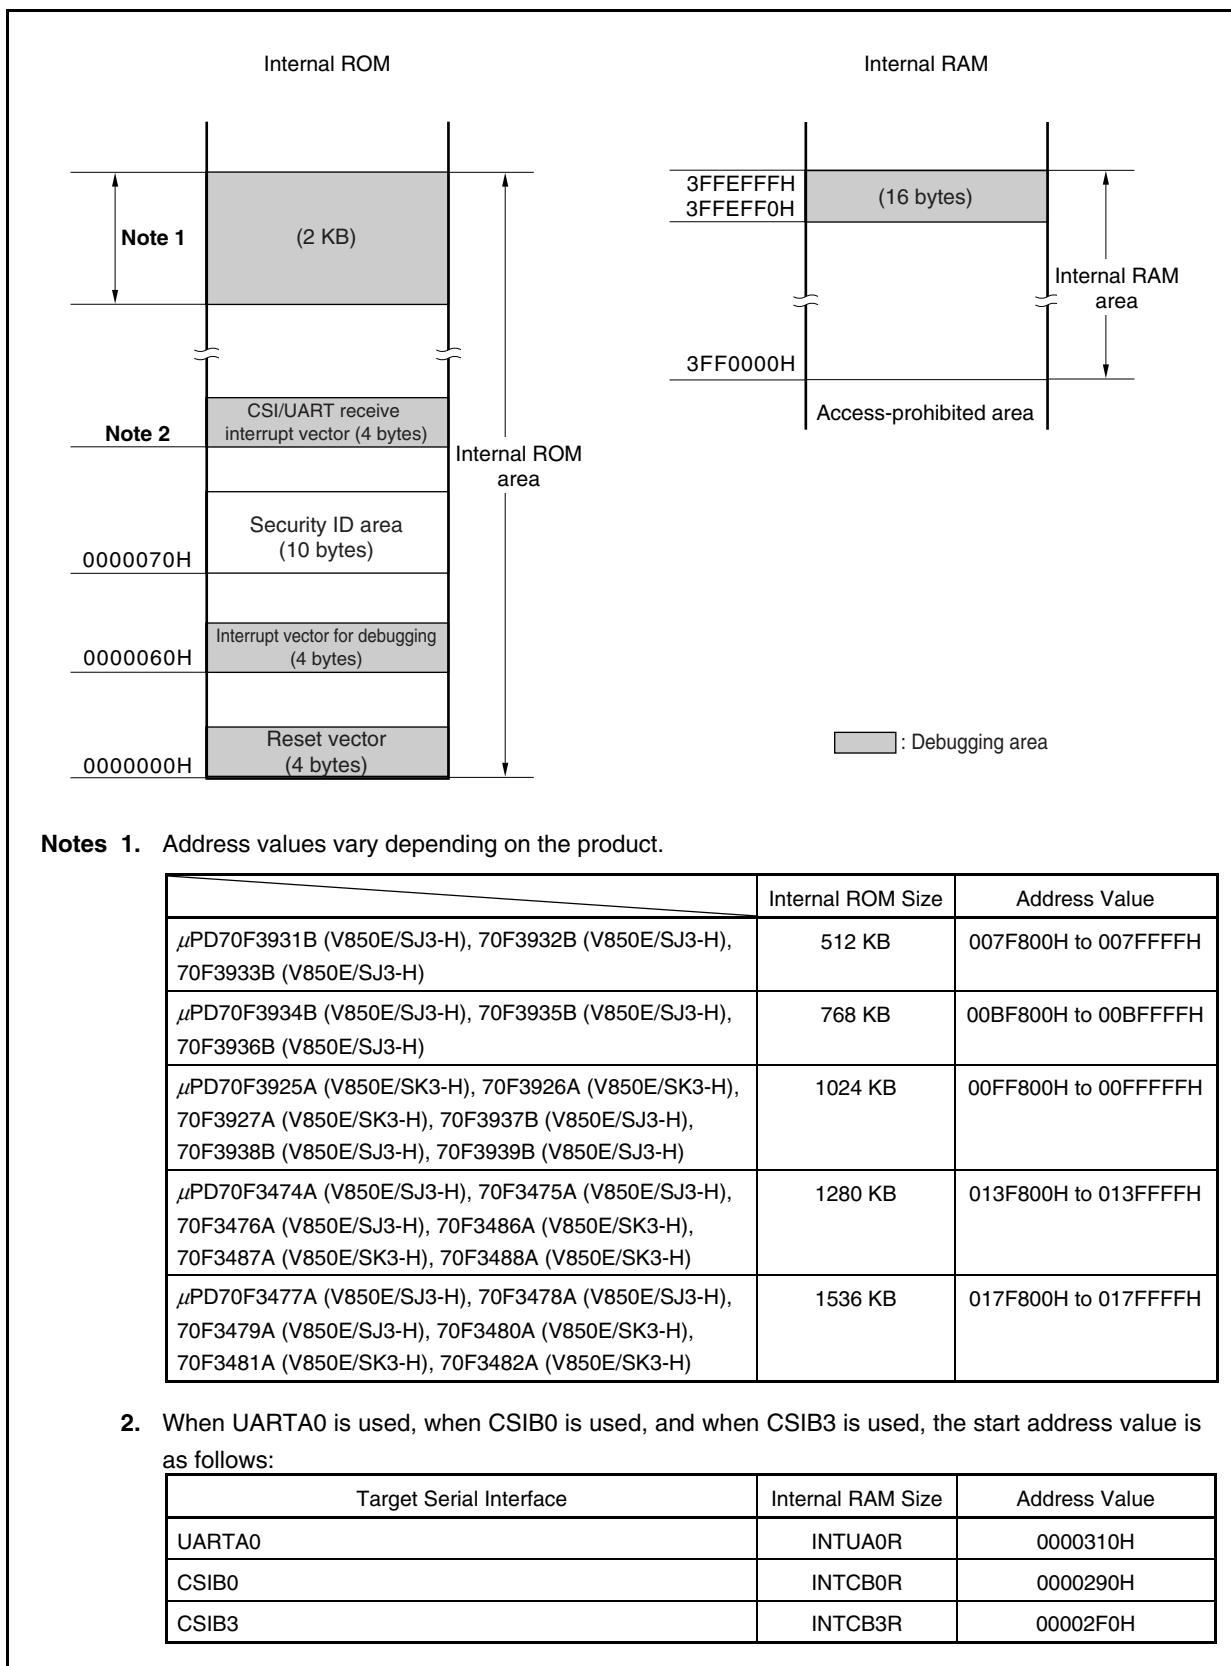 Internal ROM
Note 1
(2 KB)
Note 2
CSI/UART receive
interrupt vector (4 bytes)
Internal ROM
area
Security ID area
(10 bytes)
0000070H
Interrupt vector for debugging
(4 bytes)
0000060H
Reset vector
(4 bytes)
0000000H
Internal RAM
3FFEFFFH
3FFEFF0H
(16 bytes)
Internal RAM
area
3FF0000H
Access-prohibited area
: Debugging area
Notes 1. Address values vary depending on the product.
Internal ROM Size Address Value
μPD70F3931B (V850E/SJ3-H), 70F3932B (V850E/SJ3-H), 512 KB 007F800H to 007FFFFH
70F3933B (V850E/SJ3-H)
μPD70F3934B (V850E/SJ3-H), 70F3935B (V850E/SJ3-H), 768 KB 00BF800H to 00BFFFFH
70F3936B (V850E/SJ3-H)
μPD70F3925A (V850E/SK3-H), 70F3926A (V850E/SK3-H), 1024 KB 00FF800H to 00FFFFFH
70F3927A (V850E/SK3-H), 70F3937B (V850E/SJ3-H),
70F3938B (V850E/SJ3-H), 70F3939B (V850E/SJ3-H)
μPD70F3474A (V850E/SJ3-H), 70F3475A (V850E/SJ3-H), 1280 KB 013F800H to 013FFFFH
70F3476A (V850E/SJ3-H), 70F3486A (V850E/SK3-H),
70F3487A (V850E/SK3-H), 70F3488A (V850E/SK3-H)
μPD70F3477A (V850E/SJ3-H), 70F3478A (V850E/SJ3-H), 1536 KB 017F800H to 017FFFFH
70F3479A (V850E/SJ3-H), 70F3480A (V850E/SK3-H),
70F3481A (V850E/SK3-H), 70F3482A (V850E/SK3-H)
2. When UARTA0 is used, when CSIB0 is used, and when CSIB3 is used, the start address value is
as follows:
Target Serial Interface Internal RAM Size Address Value
UARTA0 INTUA0R 0000310H
CSIB0 INTCB0R 0000290H
CSIB3 INTCB3R 00002F0H